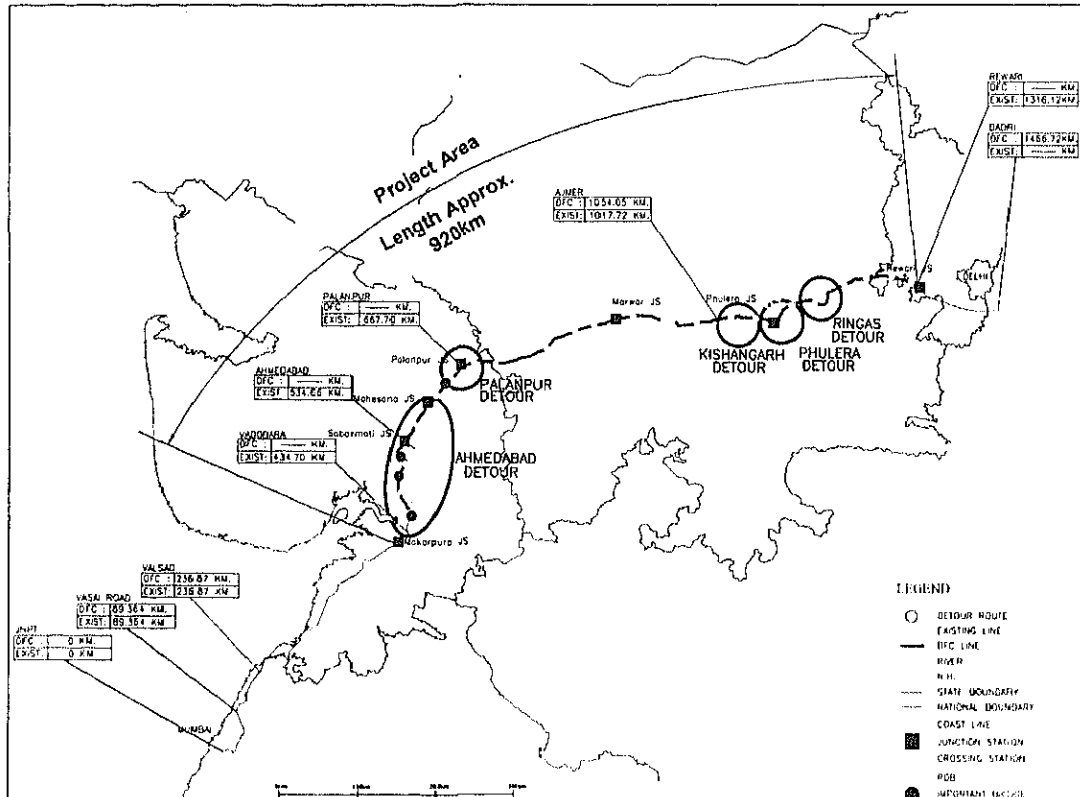 REWARI
DFC : —— KM.
EXIST: 1316.12KM.
DADRI
DFC : 1466.72KM.
EXIST: —— KM.
Project Area
Length Approx.
920km
AJMER
DFC : 1054.05 KM.
EXIST: 1017.72 KM.
Rewari JS
DELHI
PALANPUR
DFC : —— KM.
EXIST : 667.70 KM.
Marwar JS
Phulera JS
RINGAS
DETOUR
KISHANGARH
DETOUR
PHULERA
DETOUR
Palanpur JS
PALANPUR
DETOUR
AHMEDABAD
DFC : —— KM.
EXIST:
Mahesana JS
Sabarmati JS
VADODARA
DFC : —— KM.
EXIST: 434.70 KM
AHMEDABAD
DETOUR
Makarpura JS
VALSAD
DFC : 236.87 KM.
EXIST: 236.87 KM.
VASAI ROAD
DFC : 89.364 KM.
EXIST: 89.364 KM.
JNPT
DFC : 0 KM.
EXIST: 0 KM
MUMBAI
LEGEND
DETOUR ROUTE
EXISTING LINE
DFC LINE
RIVER
N.H.
STATE BOUNDARY
NATIONAL BOUNDARY
COAST LINE
JUNCTION STATION
CROSSING STATION
ROB
IMPORTANT BRIDGE